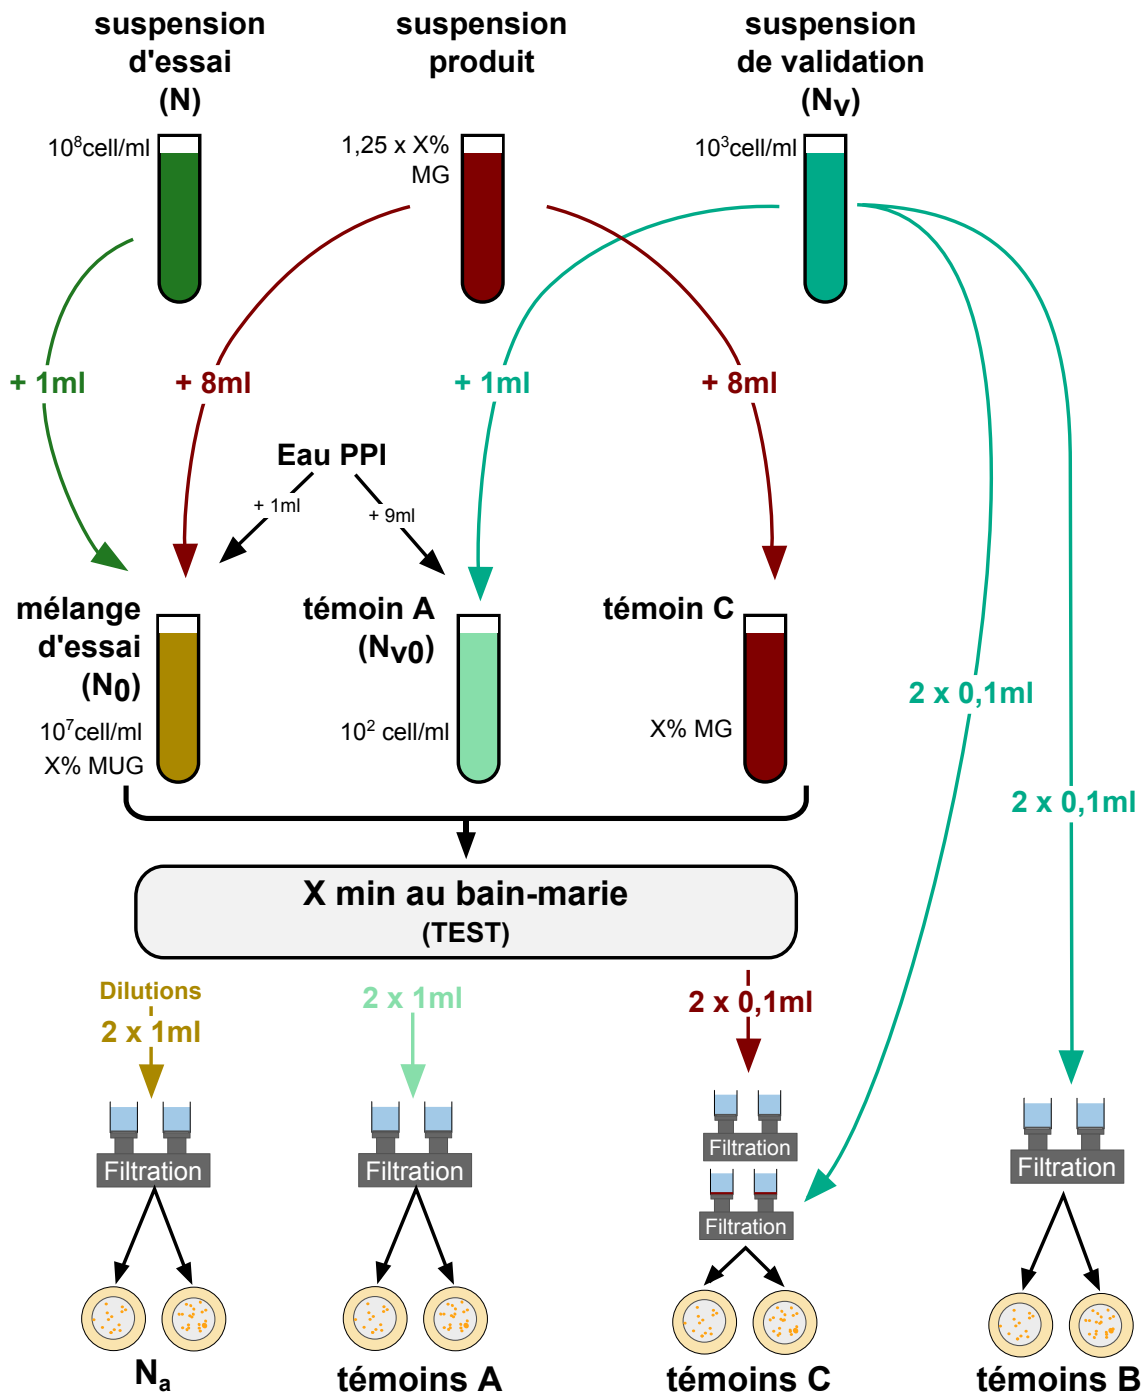 suspension
d'essai
(N)
suspension
produit
suspension
de validation
(Nv)
10⁸cell/ml
1,25 x X%
MG
10³cell/ml
+ 1ml
+ 8ml
+ 1ml
+ 8ml
Eau PPI
+ 1ml
+ 9ml
mélange
d'essai
(N0)
témoin A
(Nv0)
témoin C
10⁷cell/ml
X% MUG
10² cell/ml
X% MG
2 x 0,1ml
2 x 0,1ml
X min au bain-marie
(TEST)
Dilutions
2 x 1ml
2 x 1ml
2 x 0,1ml
Filtration
Filtration
Filtration
Filtration
Filtration
Na
témoins A
témoins C
témoins B